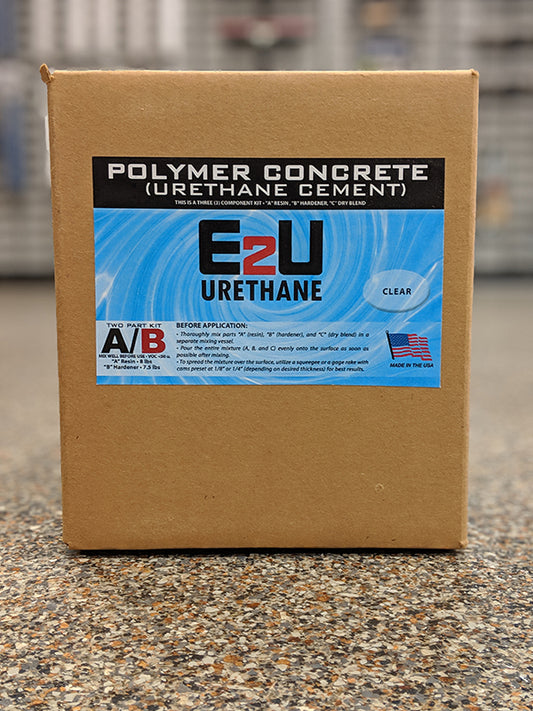 POLYMER CONCRETE
(URETHANE CEMENT)
THIS IS A THREE (3) COMPONENT KIT - "A" RESIN, "B" HARDENER, "C" DRY BLEND
E2U
URETHANE
CLEAR
TWO PART KIT
A/B
MIX WELL BEFORE USE • VOC <50 g.
"A" Resin - 8 lbs
"B" Hardener - 7.5 lbs
BEFORE APPLICATION:
- Thoroughly mix parts "A" (resin), "B" (hardener), and "C" (dry blend) in a
separate mixing vessel.
- Pour the entire mixture (A, B, and C) evenly onto the surface as soon as
possible after mixing.
- To spread the mixture over the surface, utilize a squeegee or a gage rake with
cams preset at 1/8" or 1/4" (depending on desired thickness) for best results.
MADE IN THE USA